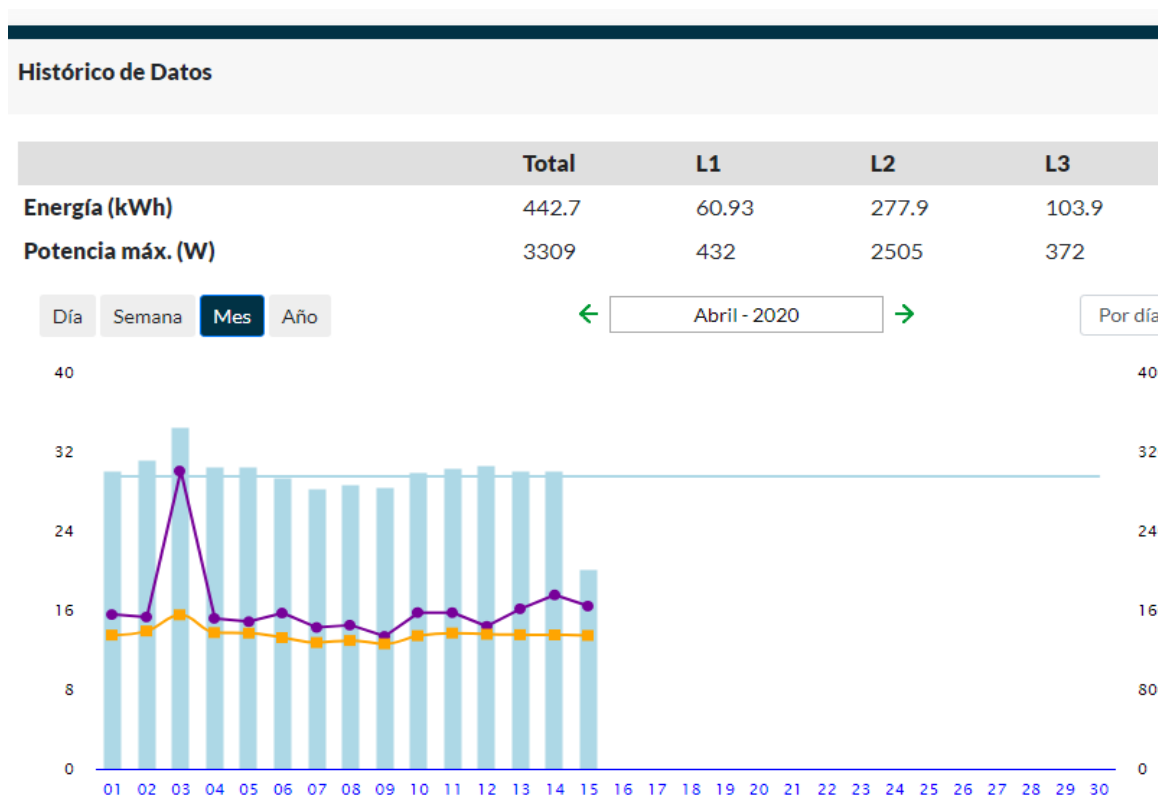 Histórico de Datos
Total L1 L2 L3
Energía (kWh) 442.7 60.93 277.9 103.9
Potencia máx. (W) 3309 432 2505 372
Día Semana Mes Año ← Abril - 2020 → Por día
40 40
32 32
24 24
16 16
8 80
0 0
01 02 03 04 05 06 07 08 09 10 11 12 13 14 15 16 17 18 19 20 21 22 23 24 25 26 27 28 29 30